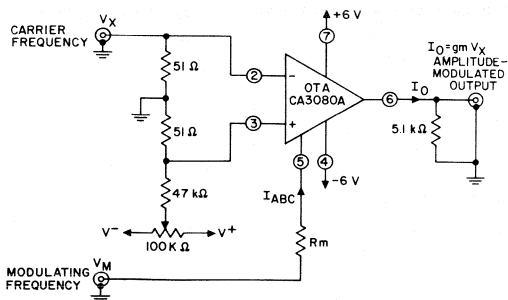 CARRIER
FREQUENCY
VX
+6 V
7
51 Ω
2
−
OTA
CA3080A
6
IO
IO=gm VX
AMPLITUDE-
MODULATED
OUTPUT
51 Ω
3
+
5.1 kΩ
5
4
-6 V
47 kΩ
IABC
V-
V+
100K Ω
Rm
MODULATING
FREQUENCY
VM